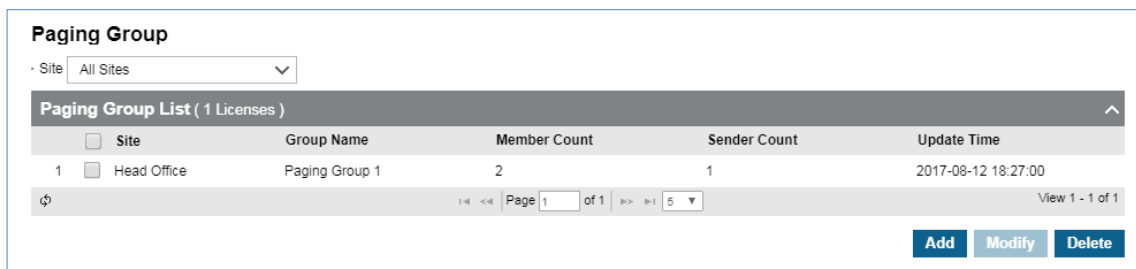 Paging Group
· Site All Sites
Paging Group List ( 1 Licenses )
Site Group Name Member Count Sender Count Update Time
1 Head Office Paging Group 1 2 1 2017-08-12 18:27:00
Page 1 of 1 5 View 1 - 1 of 1
Add Modify Delete